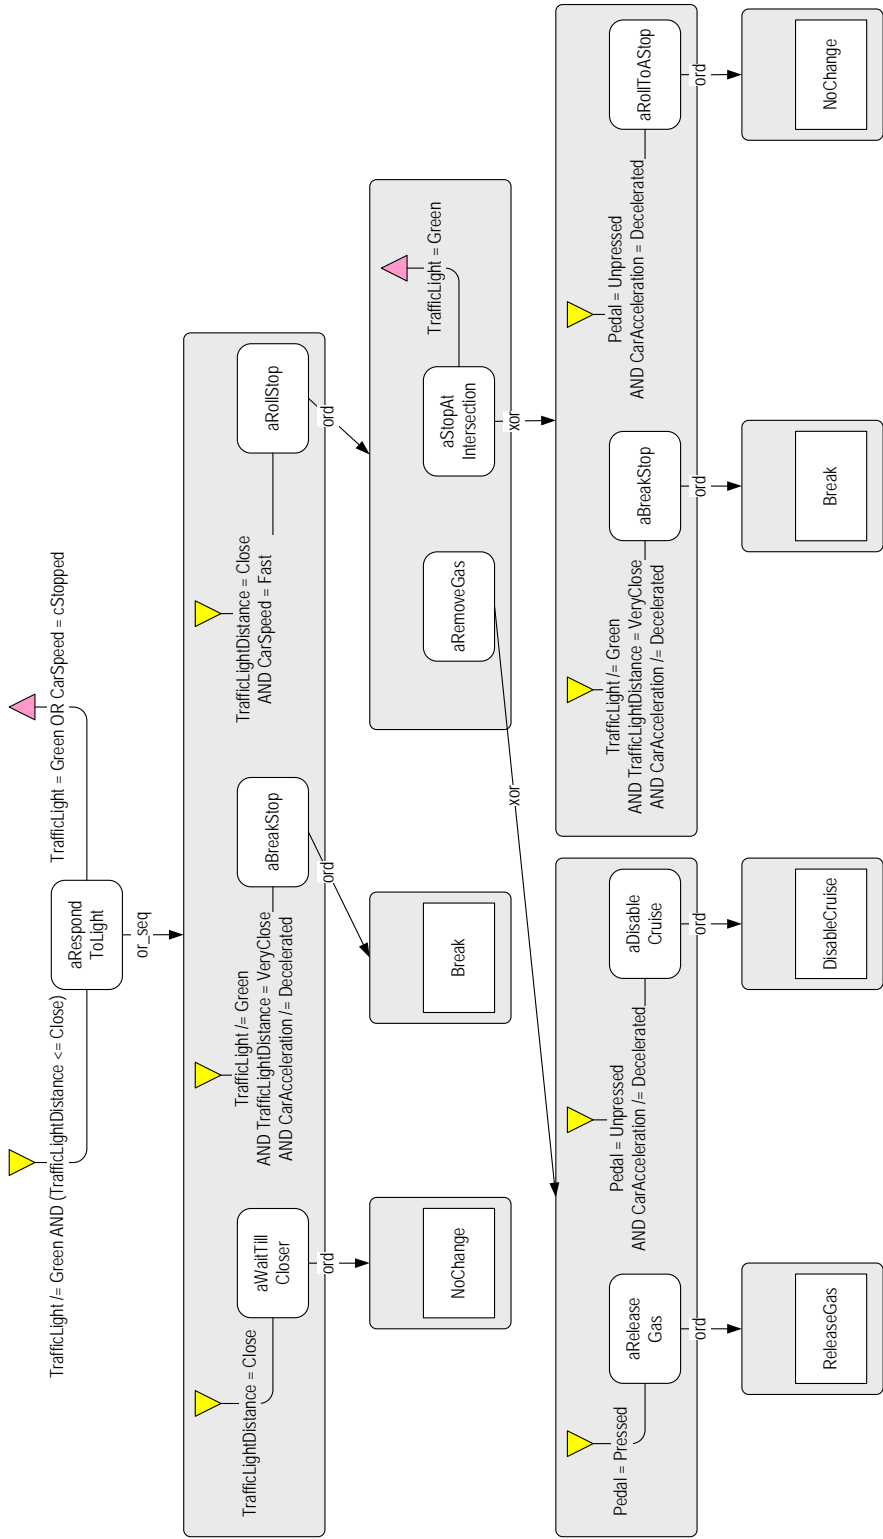 TrafficLight /= Green AND (TrafficLightDistance <= Close)
aRespond
ToLight
TrafficLight = Green OR CarSpeed = cStopped
or_seq
TrafficLightDistance = Close
aWaitTill
Closer
TrafficLight /= Green
AND TrafficLightDistance = VeryClose
AND CarAcceleration /= Decelerated
aBreakStop
TrafficLightDistance = Close
AND CarSpeed = Fast
aRollStop
ord
ord
ord
NoChange
Break
aRemoveGas
aStopAt
Intersection
TrafficLight = Green
xor
xor
Pedal = Pressed
aRelease
Gas
Pedal = Unpressed
AND CarAcceleration /= Decelerated
aDisable
Cruise
TrafficLight /= Green
AND TrafficLightDistance = VeryClose
AND CarAcceleration /= Decelerated
aBreakStop
Pedal = Unpressed
AND CarAcceleration = Decelerated
aRollToAStop
ord
ord
ord
ord
ReleaseGas
DisableCruise
Break
NoChange